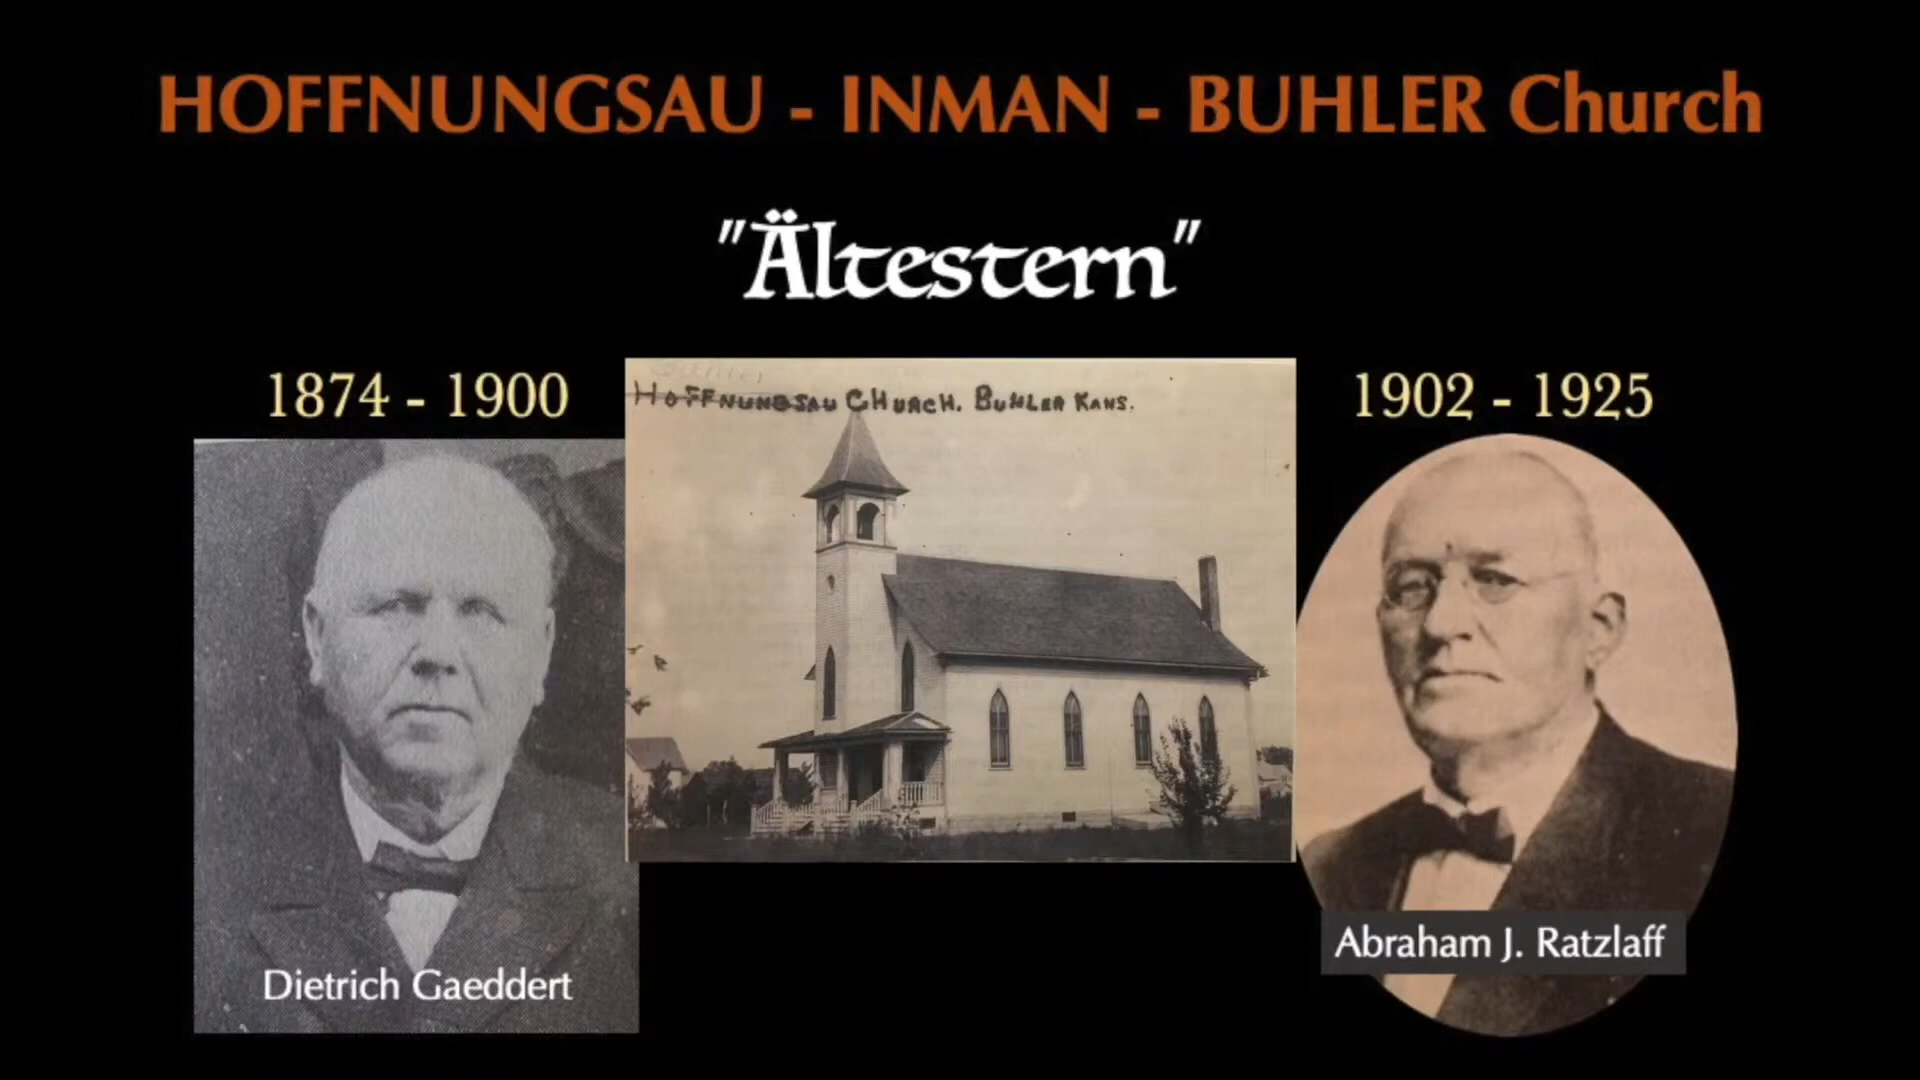 HOFFNUNGSAU - INMAN - BUHLER Church
"Ältestern"
1874 - 1900
HOFFNUNGSAU CHURCH. BUHLER KANS.
1902 - 1925
Dietrich Gaeddert
Abraham J. Ratzlaff